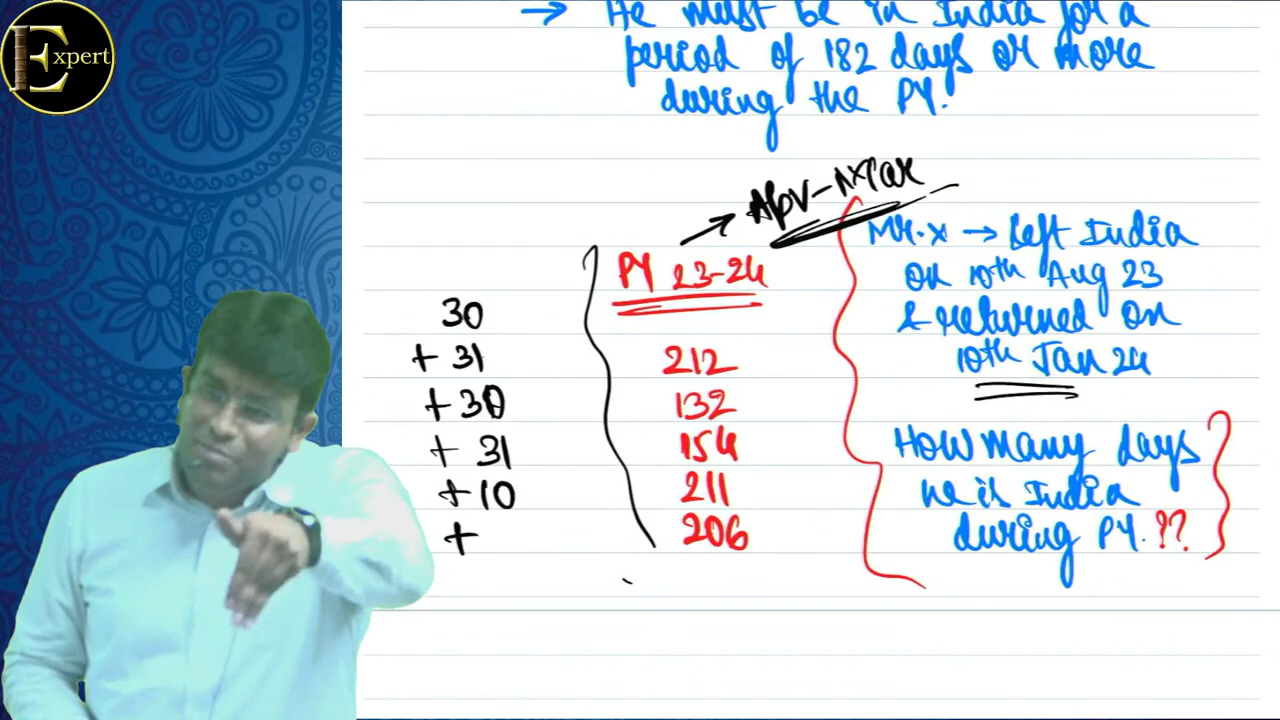 Expert
→ He must be in India for a
period of 182 days or more
during the PY.
→ Apr-Mar
PY 23-24
212
132
154
211
206
30
+ 31
+ 30
+ 31
+ 10
+
Mr. X → Left India
on 10th Aug 23
& returned on
10th Jan 24
How many days
he is India
during PY. ??